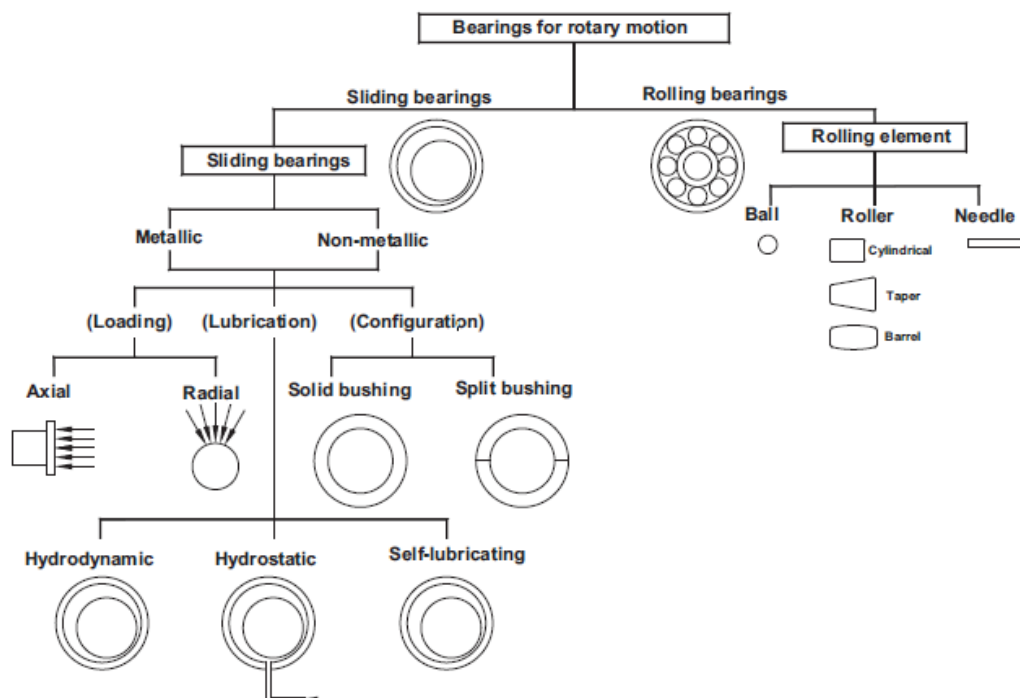 Bearings for rotary motion
Sliding bearings
Rolling bearings
Sliding bearings
Rolling element
Metallic
Non-metallic
Ball
Roller
Needle
Cylindrical
Taper
Barrel
(Loading)
(Lubrication)
(Configuration)
Axial
Radial
Solid bushing
Split bushing
Hydrodynamic
Hydrostatic
Self-lubricating